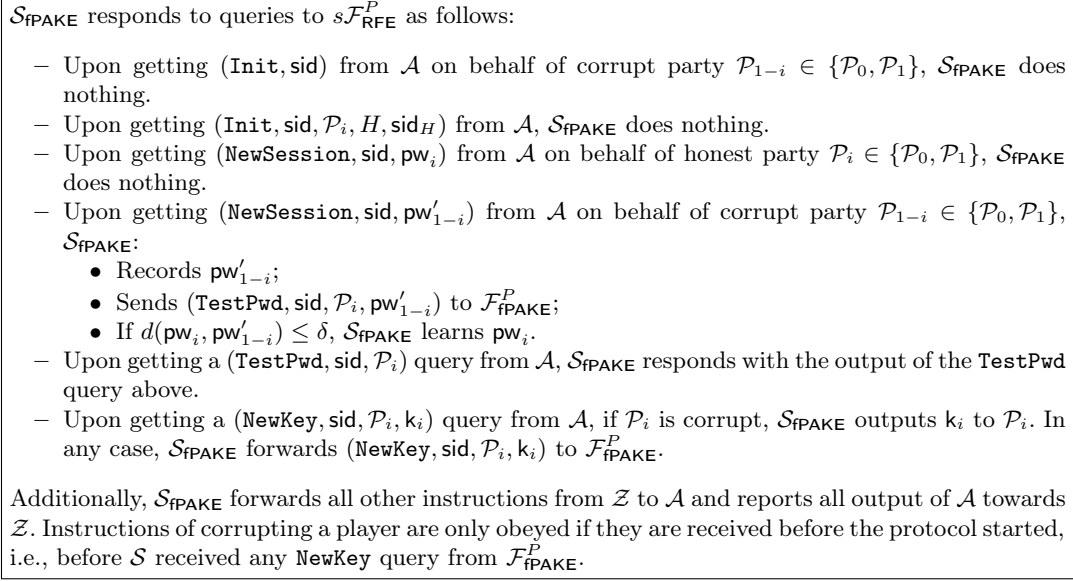 𝒮_fPAKE responds to queries to sℱ^P_RFE as follows:
– Upon getting (Init, sid) from 𝒜 on behalf of corrupt party 𝒫_{1−i} ∈ {𝒫_0, 𝒫_1}, 𝒮_fPAKE does
nothing.
– Upon getting (Init, sid, 𝒫_i, H, sid_H) from 𝒜, 𝒮_fPAKE does nothing.
– Upon getting (NewSession, sid, pw_i) from 𝒜 on behalf of honest party 𝒫_i ∈ {𝒫_0, 𝒫_1}, 𝒮_fPAKE
does nothing.
– Upon getting (NewSession, sid, pw′_{1−i}) from 𝒜 on behalf of corrupt party 𝒫_{1−i} ∈ {𝒫_0, 𝒫_1},
𝒮_fPAKE:
• Records pw′_{1−i};
• Sends (TestPwd, sid, 𝒫_i, pw′_{1−i}) to ℱ^P_fPAKE;
• If d(pw_i, pw′_{1−i}) ≤ δ, 𝒮_fPAKE learns pw_i.
– Upon getting a (TestPwd, sid, 𝒫_i) query from 𝒜, 𝒮_fPAKE responds with the output of the TestPwd
query above.
– Upon getting a (NewKey, sid, 𝒫_i, k_i) query from 𝒜, if 𝒫_i is corrupt, 𝒮_fPAKE outputs k_i to 𝒫_i. In
any case, 𝒮_fPAKE forwards (NewKey, sid, 𝒫_i, k_i) to ℱ^P_fPAKE.
Additionally, 𝒮_fPAKE forwards all other instructions from 𝒵 to 𝒜 and reports all output of 𝒜 towards
𝒵. Instructions of corrupting a player are only obeyed if they are received before the protocol started,
i.e., before 𝒮 received any NewKey query from ℱ^P_fPAKE.